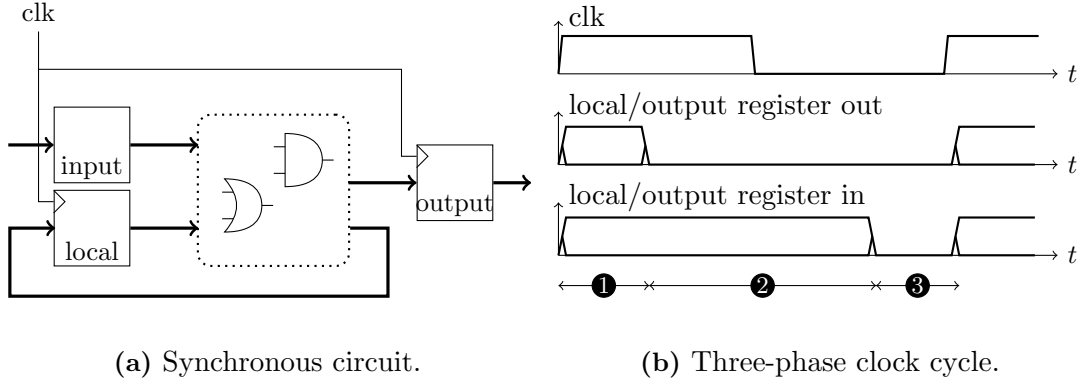 clk
input
local
output
(a) Synchronous circuit.
clk
t
local/output register out
t
local/output register in
t
1 2 3
(b) Three-phase clock cycle.